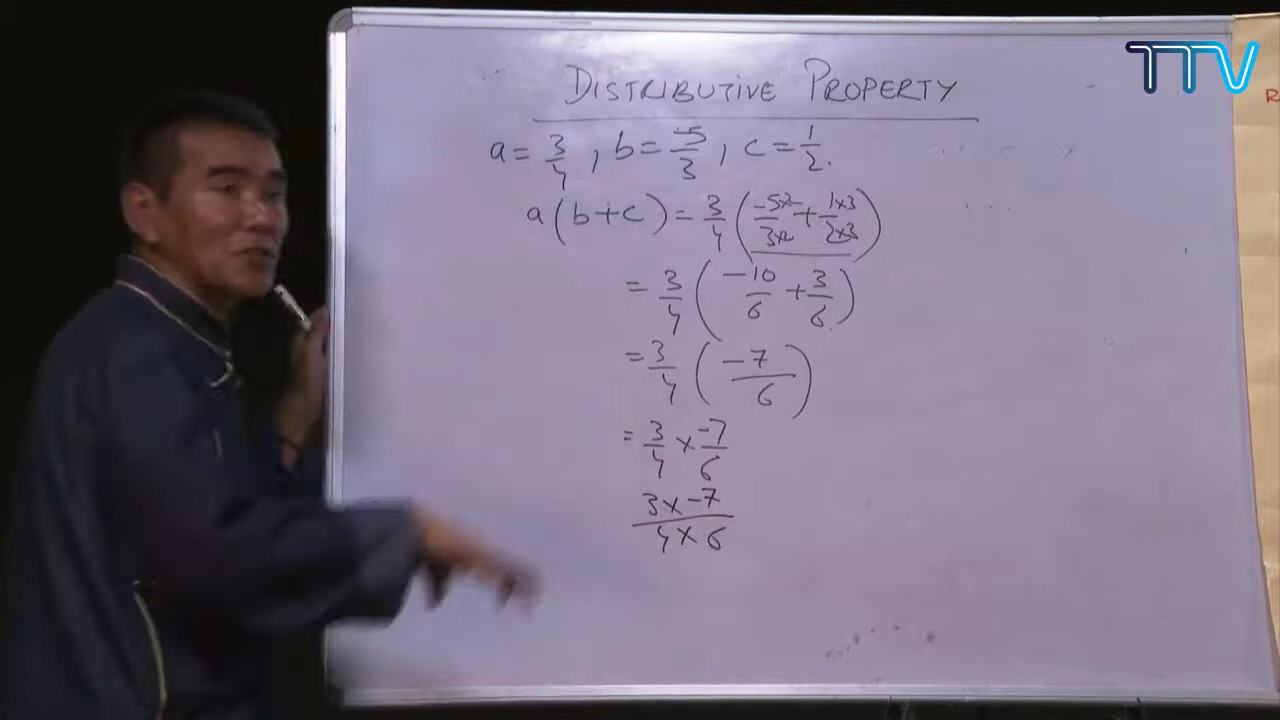 TTV
DISTRIBUTIVE PROPERTY
R
a = 3/4 , b = -5/3 , c = 1/2.
a(b+c) = 3/4 (-5×2/3×2 + 1×3/2×3)
= 3/4 (-10/6 + 3/6)
= 3/4 (-7/6)
= 3/4 × -7/6
3×-7/4×6